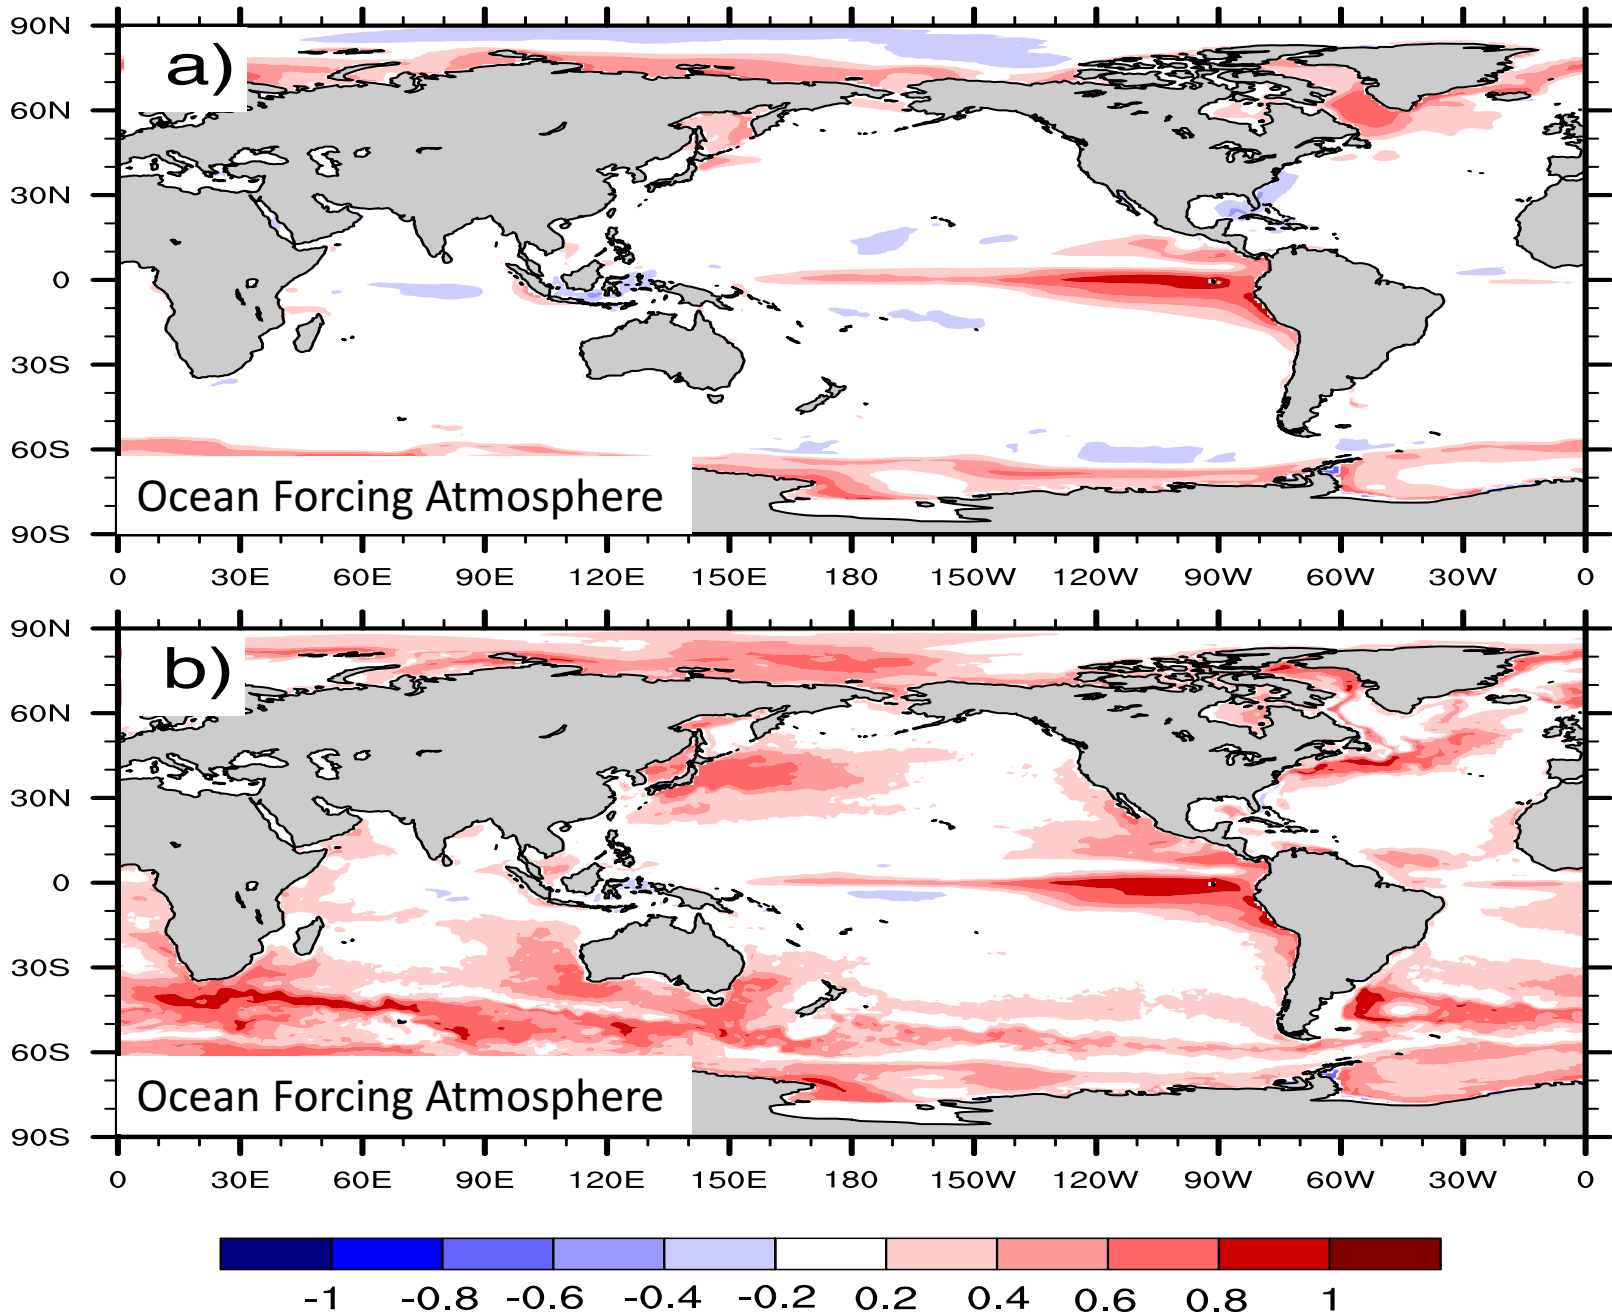 90N
a)
60N
30N
0
30S
60S
Ocean Forcing Atmosphere
90S
0 30E 60E 90E 120E 150E 180 150W 120W 90W 60W 30W 0
90N
b)
60N
30N
0
30S
60S
Ocean Forcing Atmosphere
90S
0 30E 60E 90E 120E 150E 180 150W 120W 90W 60W 30W 0
-1 -0.8 -0.6 -0.4 -0.2 0.2 0.4 0.6 0.8 1